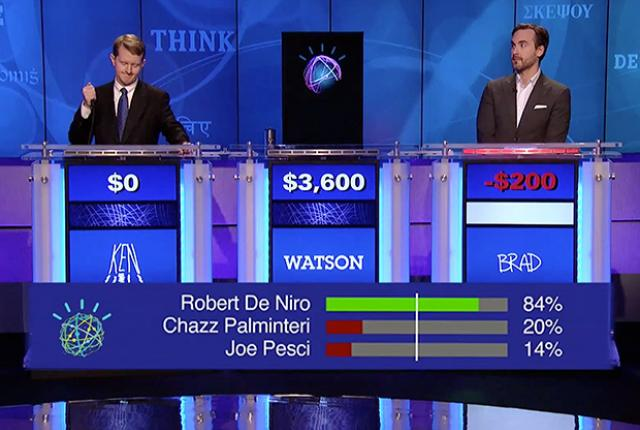 THINK
ΣΚΕΨΟΥ
DE
$0
$3,600
-$200
KEN
WATSON
BRAD
Robert De Niro 84%
Chazz Palminteri 20%
Joe Pesci 14%